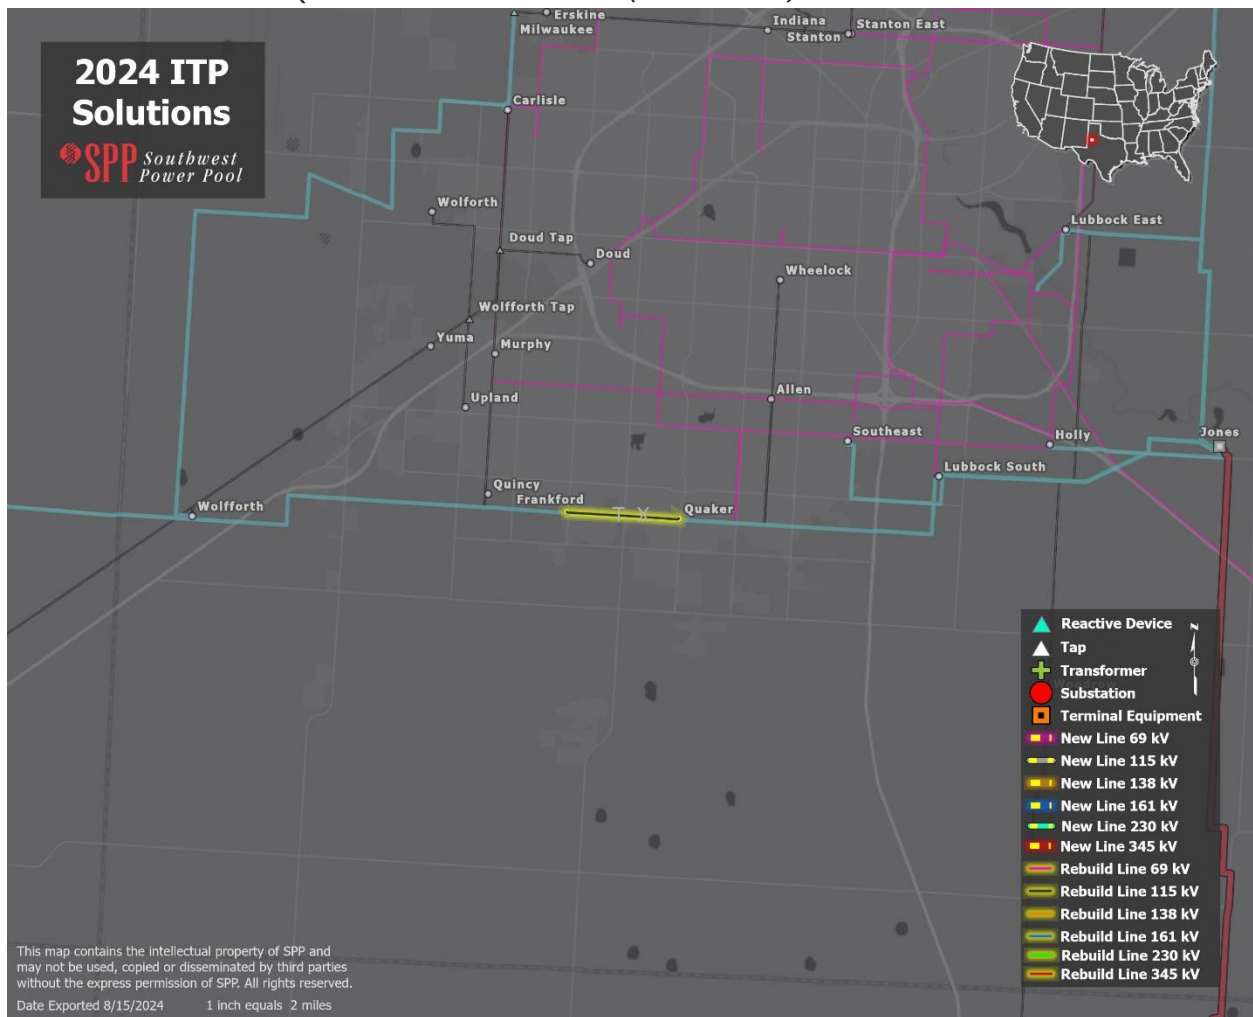 2024 ITP
Solutions
SPP Southwest
Power Pool
Erskine
Milwaukee
Indiana
Stanton
Stanton East
Carlisle
Wolforth
Lubbock East
Doud Tap
Doud
Wheelock
Wolfforth Tap
Yuma
Murphy
Allen
Upland
Southeast
Holly
Jones
Lubbock South
Quincy
Frankford
Wolfforth
Quaker
T X
Woodrow
N
Reactive Device
Tap
Transformer
Substation
Terminal Equipment
New Line 69 kV
New Line 115 kV
New Line 138 kV
New Line 161 kV
New Line 230 kV
New Line 345 kV
Rebuild Line 69 kV
Rebuild Line 115 kV
Rebuild Line 138 kV
Rebuild Line 161 kV
Rebuild Line 230 kV
Rebuild Line 345 kV
This map contains the intellectual property of SPP and
may not be used, copied or disseminated by third parties
without the express permission of SPP. All rights reserved.
Date Exported 8/15/2024 1 inch equals 2 miles